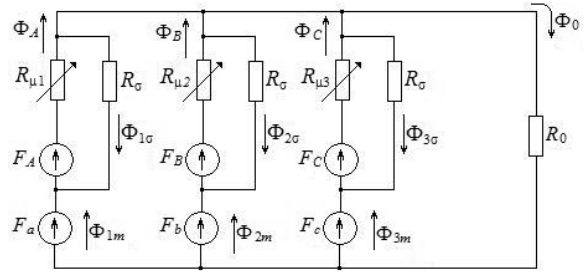 Φ_A Φ_B Φ_C Φ_0
R_μ1 R_σ R_μ2 R_σ R_μ3 R_σ
R_0
Φ_1σ Φ_2σ Φ_3σ
F_A F_B F_C
F_a Φ_1m F_b Φ_2m F_c Φ_3m